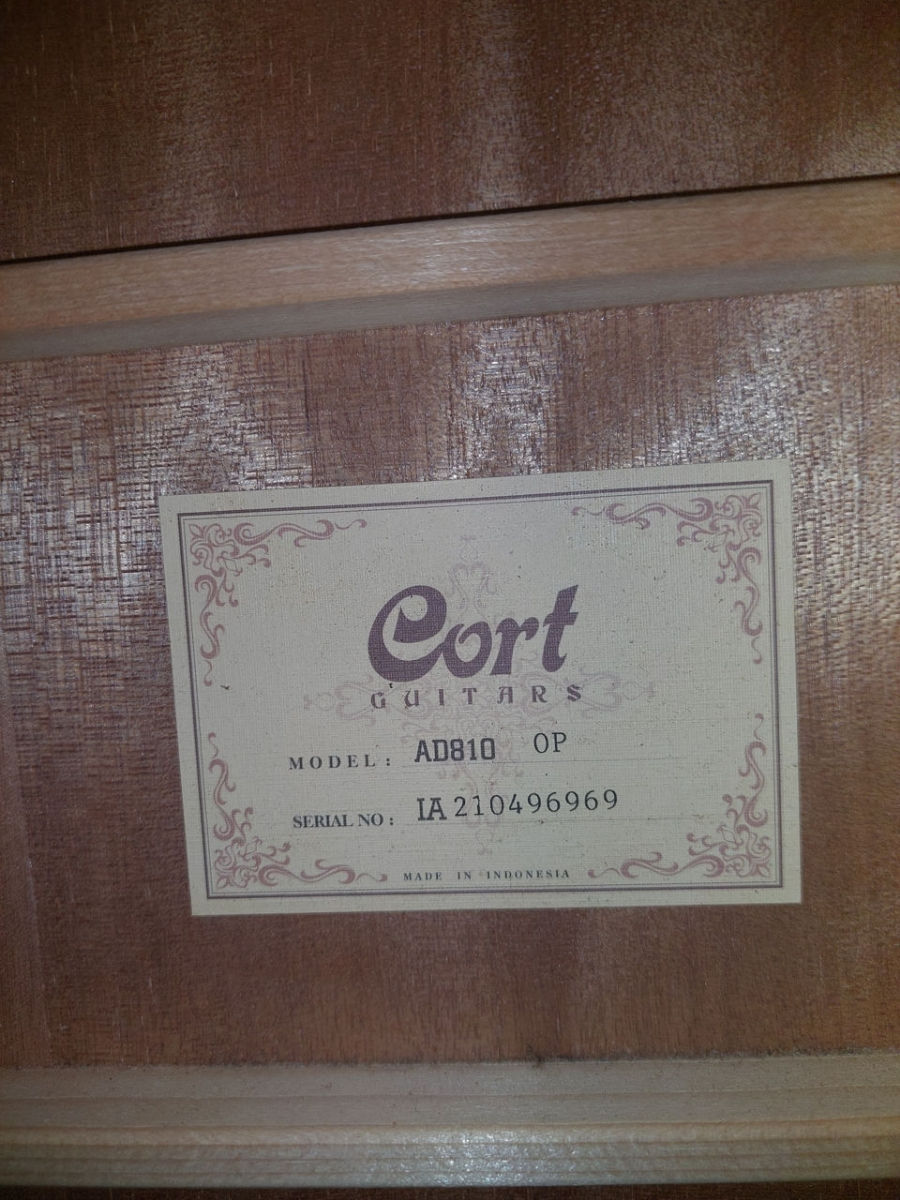 Cort
GUITARS
MODEL: AD810 OP
SERIAL NO: IA 210496969
MADE IN INDONESIA